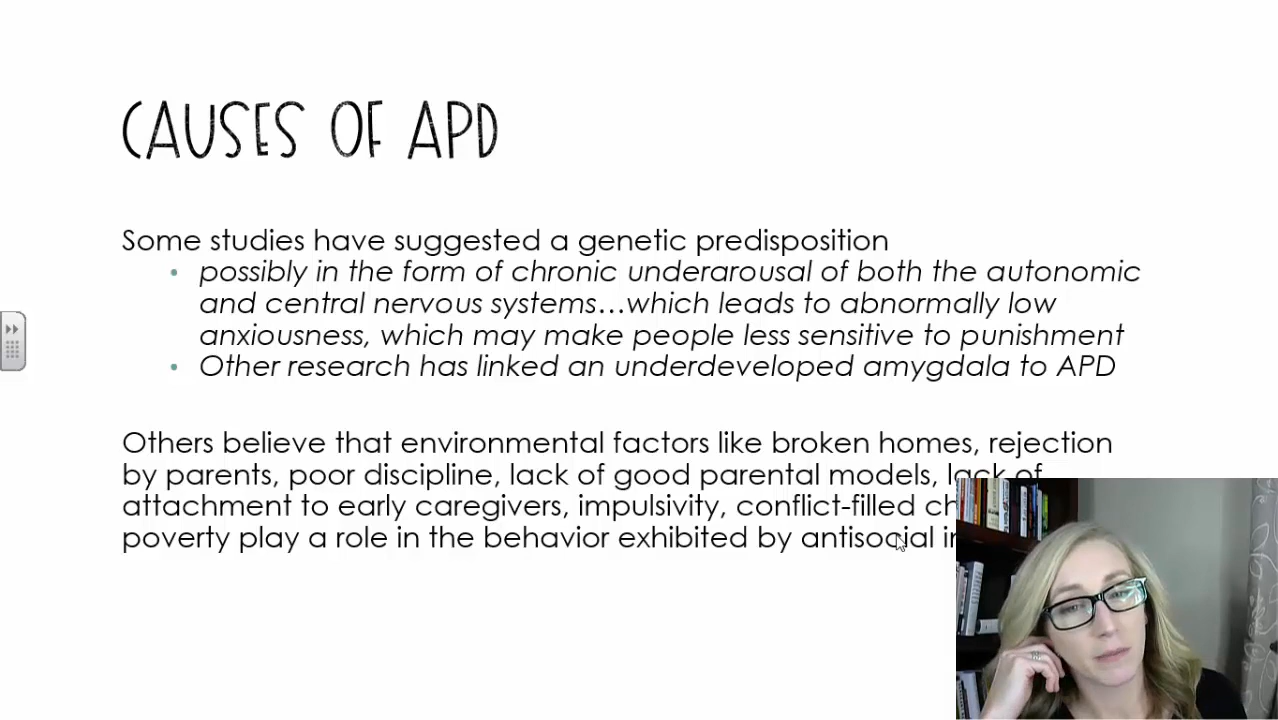 CAUSES OF APD
Some studies have suggested a genetic predisposition
• possibly in the form of chronic underarousal of both the autonomic
and central nervous systems…which leads to abnormally low
anxiousness, which may make people less sensitive to punishment
• Other research has linked an underdeveloped amygdala to APD
Others believe that environmental factors like broken homes, rejection
by parents, poor discipline, lack of good parental models, lack of
attachment to early caregivers, impulsivity, conflict-filled
poverty play a role in the behavior exhibited by antisocial